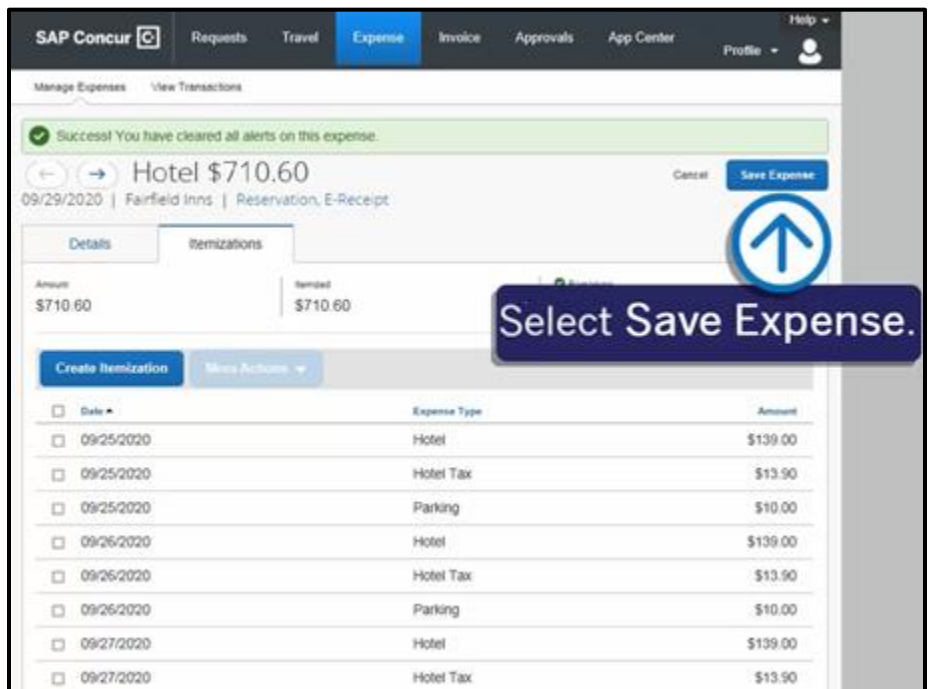 SAP Concur C Requests Travel Expense Invoice Approvals App Center Help
Profile
Manage Expenses View Transactions
Success! You have cleared all alerts on this expense.
Hotel $710.60
Cancel Save Expense
09/29/2020 | Fairfield Inns | Reservation, E-Receipt
Details Itemizations
Amount Itemized
$710.60 $710.60
Select Save Expense.
Create Itemization More Actions
Date Expense Type Amount
09/25/2020 Hotel $139.00
09/25/2020 Hotel Tax $13.90
09/25/2020 Parking $10.00
09/26/2020 Hotel $139.00
09/26/2020 Hotel Tax $13.90
09/26/2020 Parking $10.00
09/27/2020 Hotel $139.00
09/27/2020 Hotel Tax $13.90